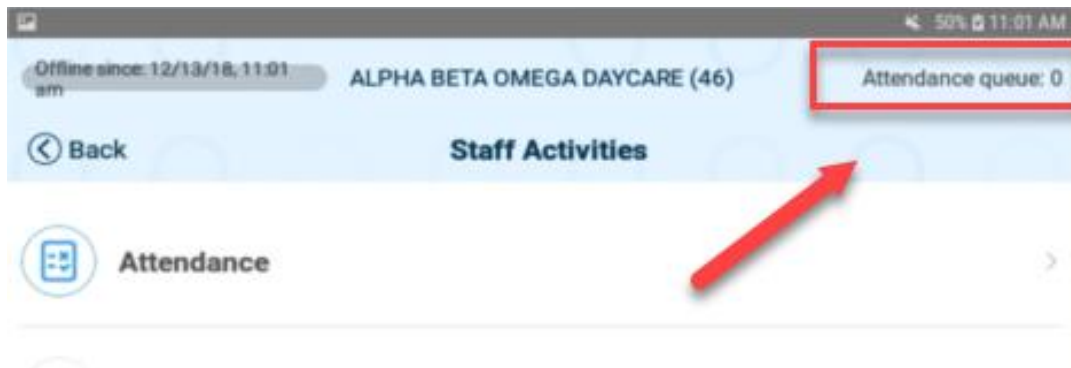 50% 11:01 AM
Offline since: 12/13/18, 11:01
am
ALPHA BETA OMEGA DAYCARE (46)
Attendance queue: 0
Back
Staff Activities
Attendance